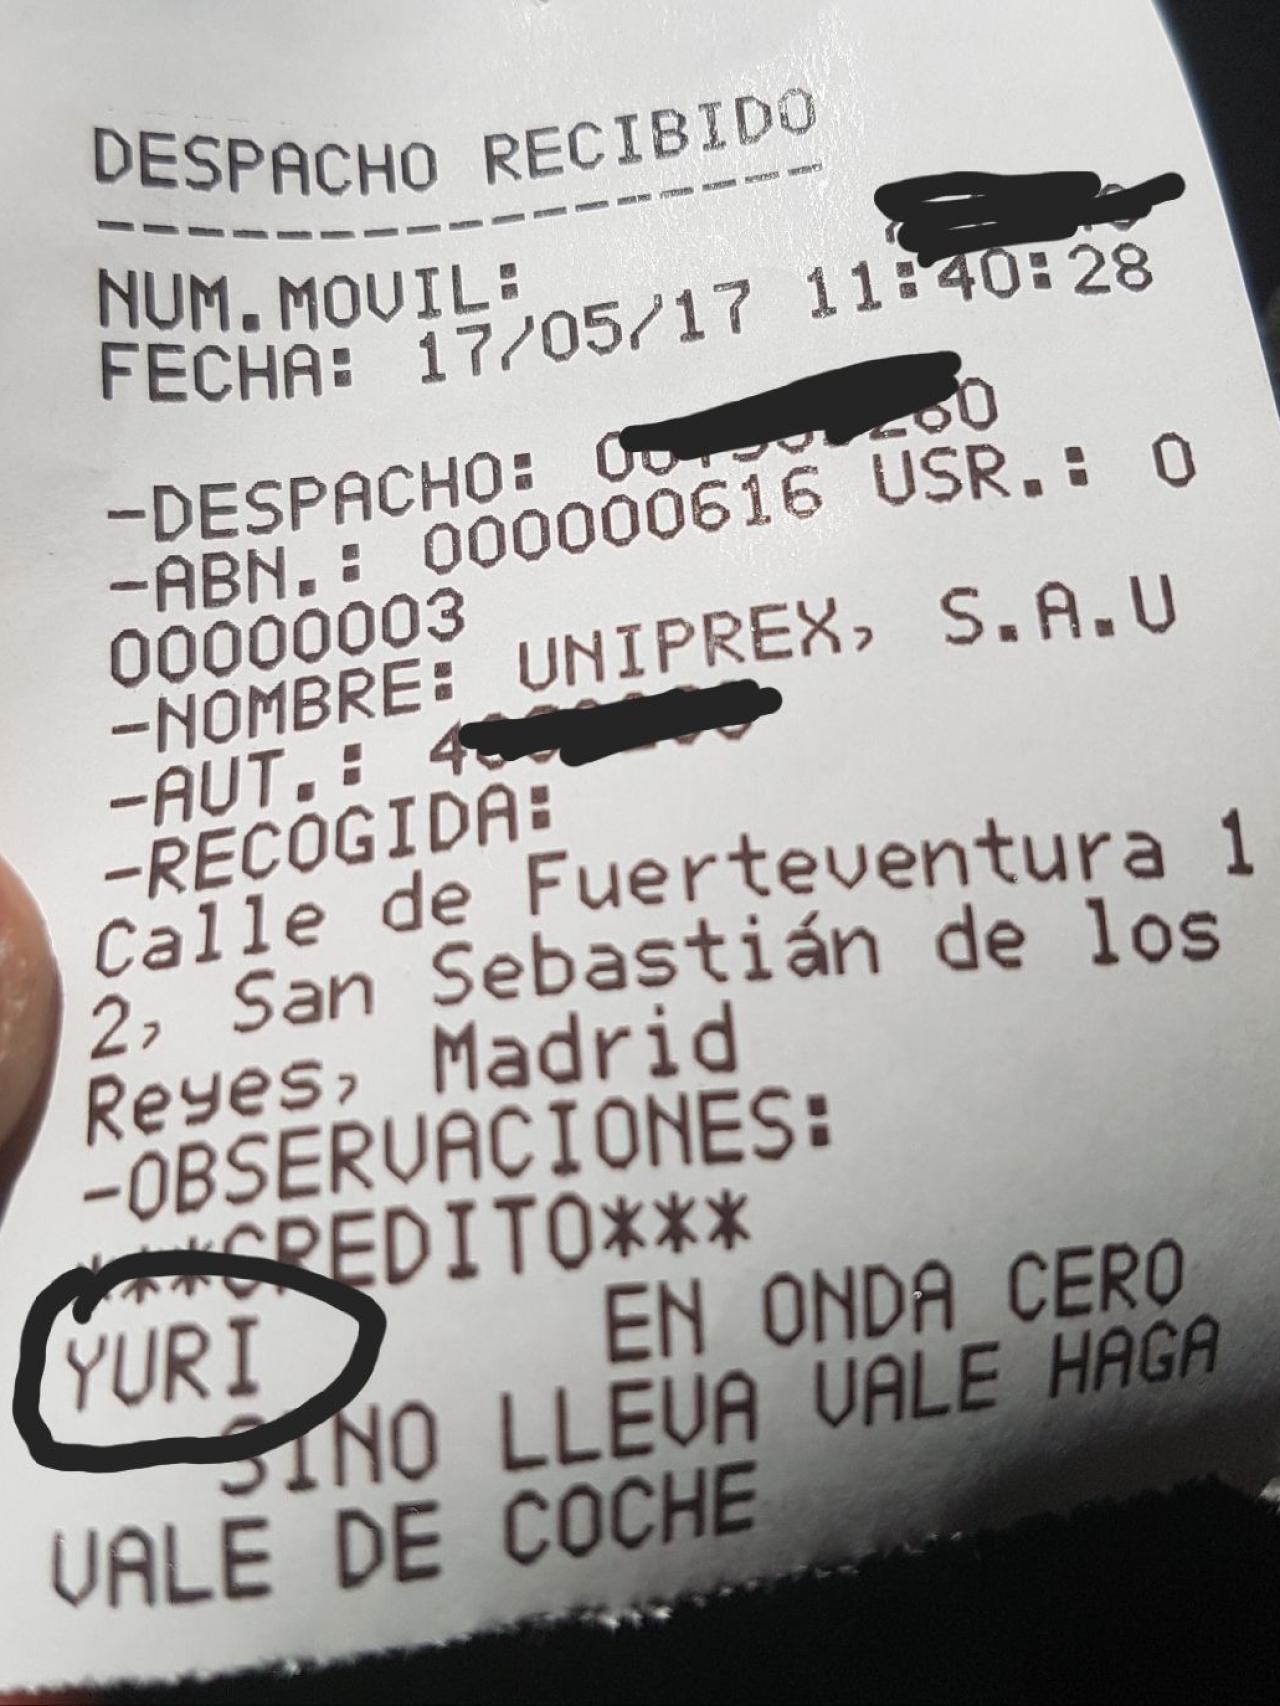 DESPACHO RECIBIDO
--------------------
NUM.MOVIL:
FECHA: 17/05/17 11:40:28
-DESPACHO:
-ABN.: 000000616 USR.: 0
00000003
-NOMBRE: UNIPREX, S.A.U
-AUT.:
-RECOGIDA:
Calle de Fuerteventura 1
2, San Sebastián de los
Reyes, Madrid
-OBSERVACIONES:
***CREDITO***
YURI EN ONDA CERO
SINO LLEVA VALE HAGA
VALE DE COCHE